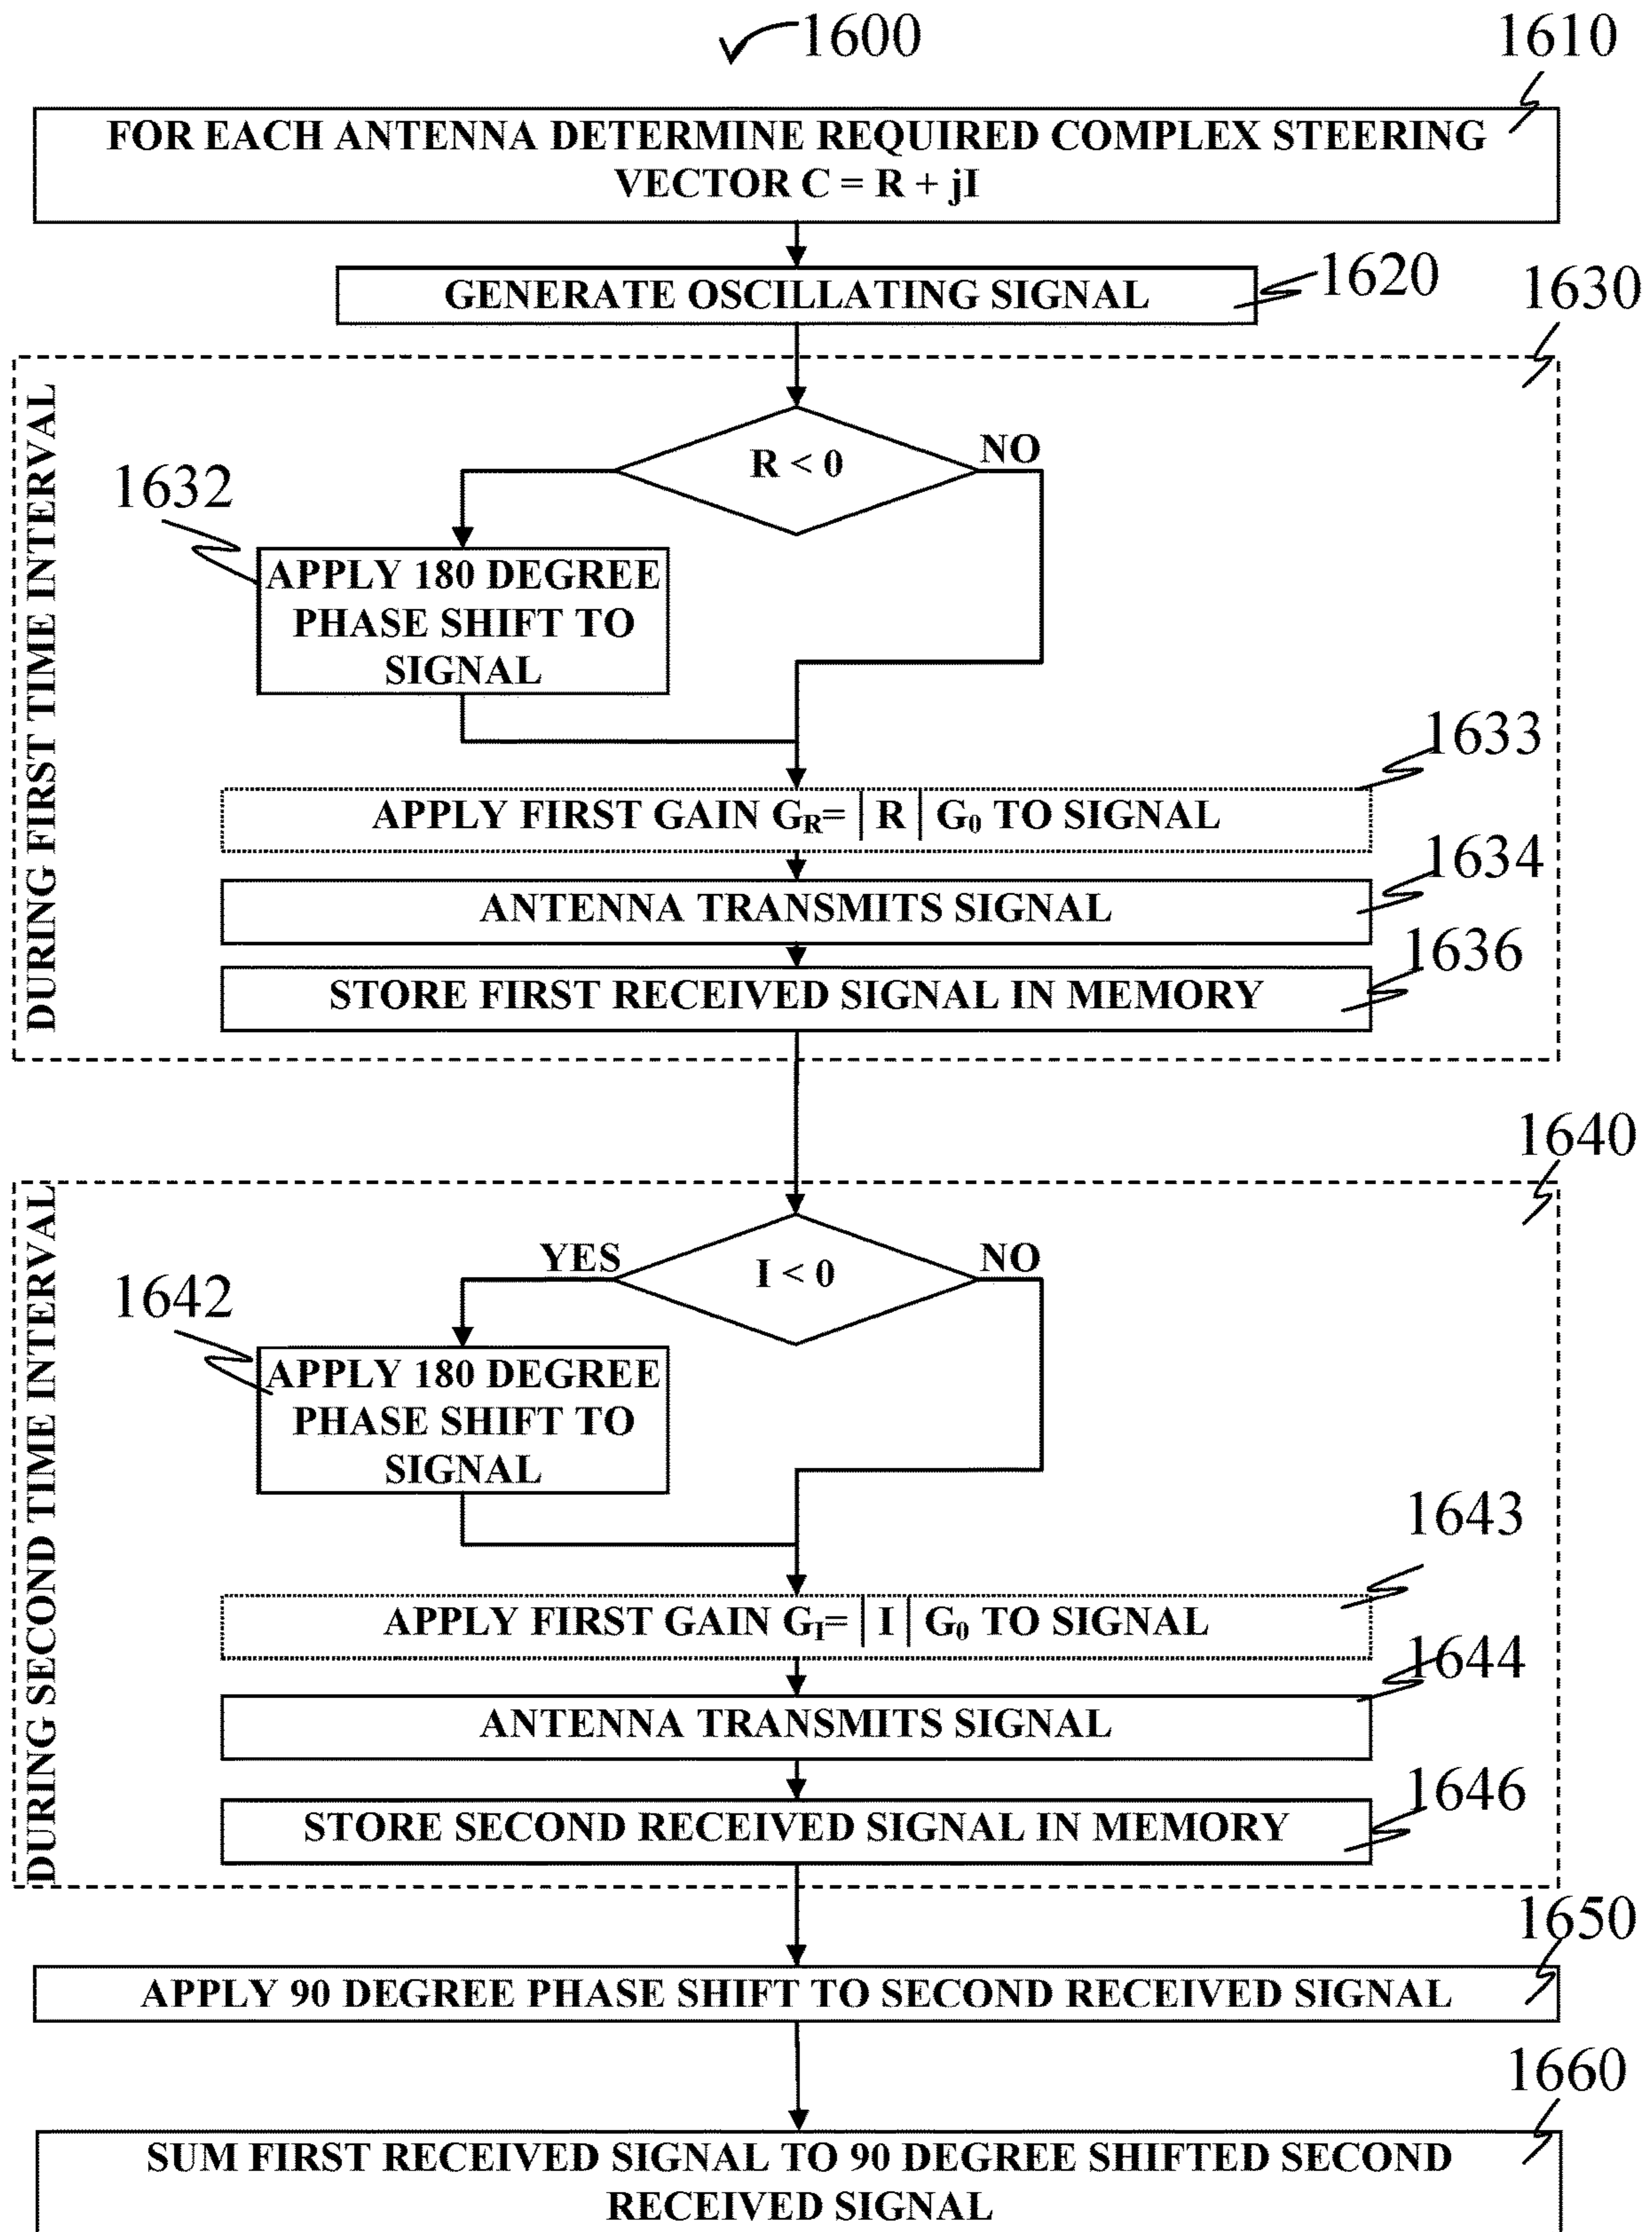 1600
1610
FOR EACH ANTENNA DETERMINE REQUIRED COMPLEX STEERING
VECTOR C = R + jI
GENERATE OSCILLATING SIGNAL
1620
1630
DURING FIRST TIME INTERVAL
R < 0
NO
1632
APPLY 180 DEGREE
PHASE SHIFT TO
SIGNAL
1633
APPLY FIRST GAIN G_R= | R | G_0 TO SIGNAL
1634
ANTENNA TRANSMITS SIGNAL
1636
STORE FIRST RECEIVED SIGNAL IN MEMORY
1640
DURING SECOND TIME INTERVAL
YES
I < 0
NO
1642
APPLY 180 DEGREE
PHASE SHIFT TO
SIGNAL
1643
APPLY FIRST GAIN G_I= | I | G_0 TO SIGNAL
1644
ANTENNA TRANSMITS SIGNAL
1646
STORE SECOND RECEIVED SIGNAL IN MEMORY
1650
APPLY 90 DEGREE PHASE SHIFT TO SECOND RECEIVED SIGNAL
1660
SUM FIRST RECEIVED SIGNAL TO 90 DEGREE SHIFTED SECOND
RECEIVED SIGNAL